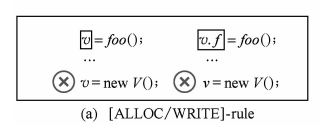 v = foo(); v.f = foo();
... ...
⊗ v = new V(); ⊗ v = new V();
(a) [ALLOC/WRITE]-rule